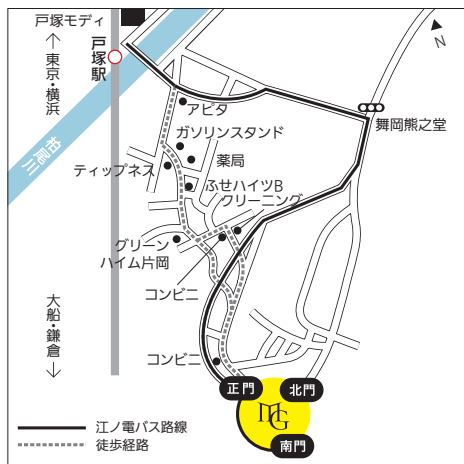 戸塚モディ
戸塚駅
↑
東京・横浜
N
柏尾川
アピタ
舞岡熊之堂
ガソリンスタンド
ティップネス
薬局
ふせハイツB
クリーニング
グリーン
ハイム片岡
コンビニ
大船・鎌倉
↓
コンビニ
正門
北門
MG
南門
江ノ電バス路線
徒歩経路